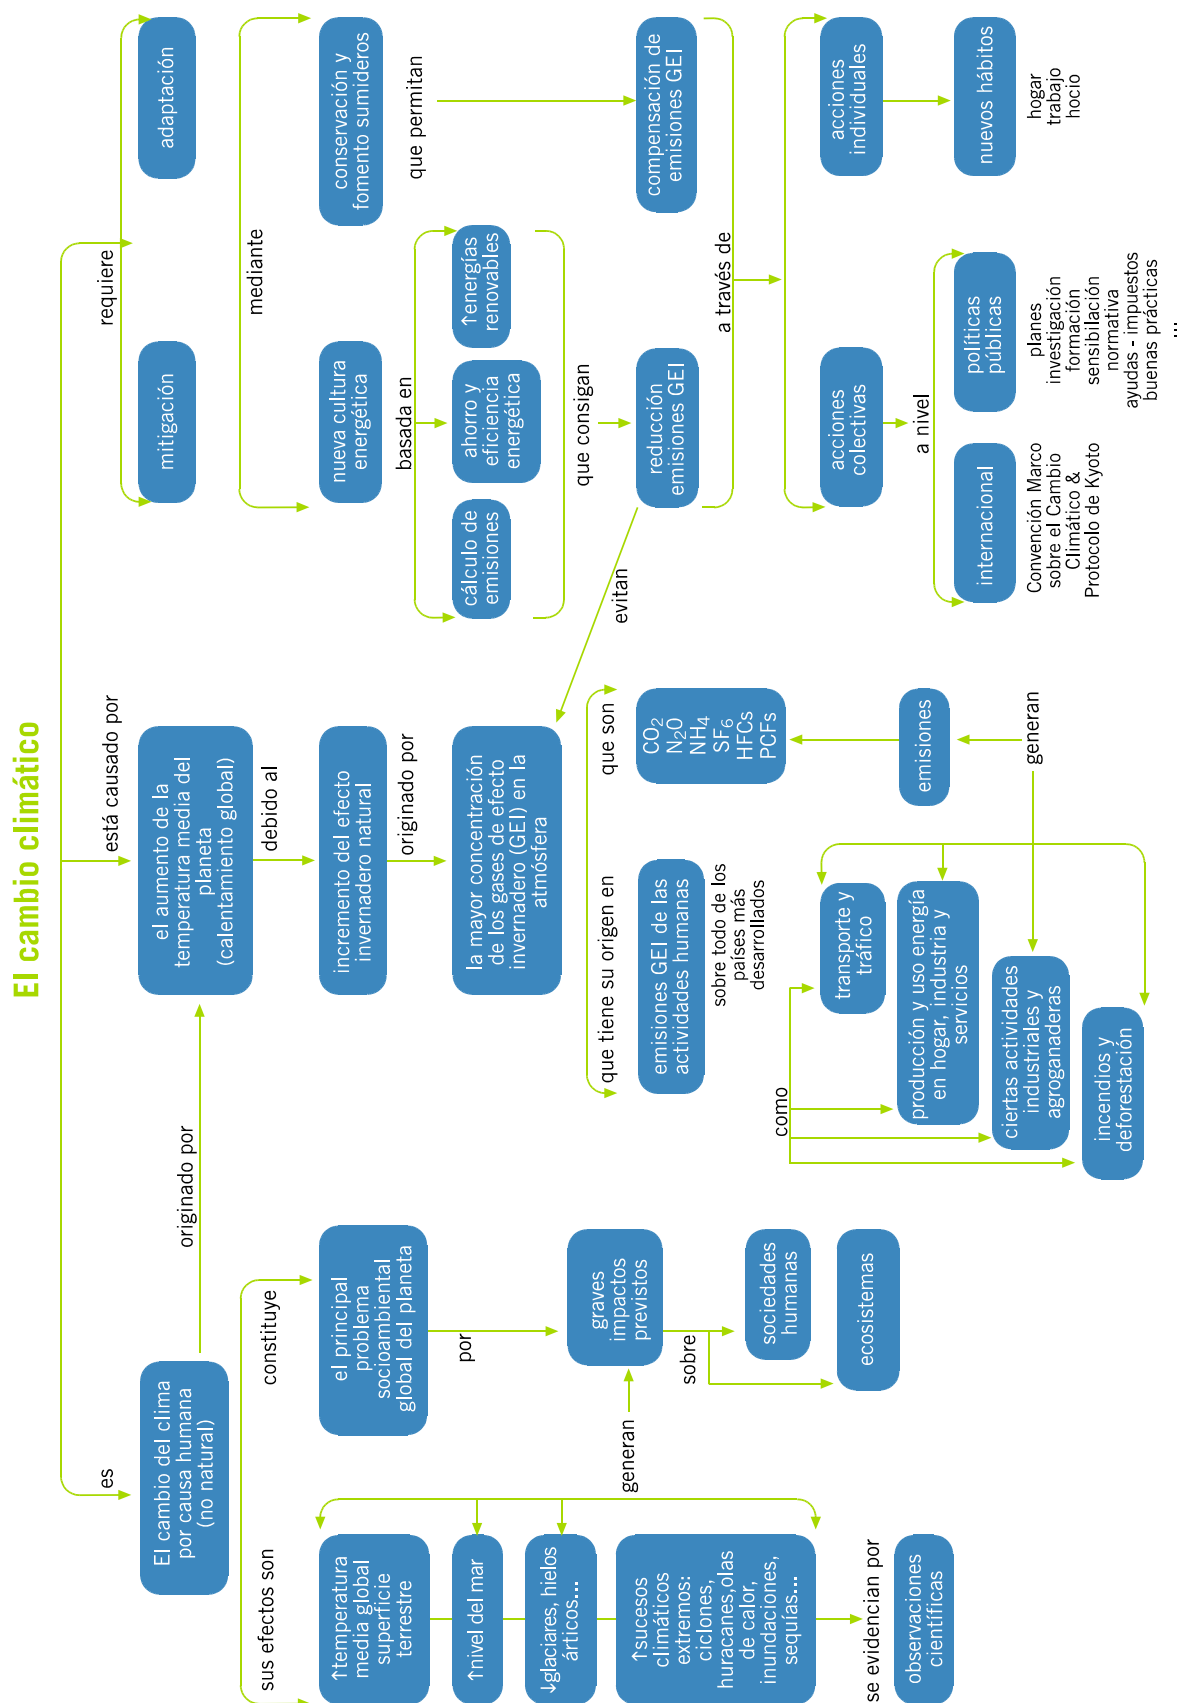 El cambio climático
es
está causado por
requiere
El cambio del clima
por causa humana
(no natural)
originado por
el aumento de la
temperatura media del
planeta
(calentamiento global)
mitigación
adaptación
sus efectos son
constituye
debido al
mediante
↑temperatura
media global
superficie
terrestre
el principal
problema
socioambiental
global del planeta
incremento del efecto
invernadero natural
nueva cultura
energética
conservación y
fomento sumideros
por
originado por
basada en
que permitan
↑nivel del mar
la mayor concentración
de los gases de efecto
invernadero (GEI) en la
atmósfera
cálculo de
emisiones
ahorro y
eficiencia
energética
↑energías
renovables
↓glaciares, hielos
árticos...
graves
impactos
previstos
que consigan
generan
que tiene su origen en
que son
evitan
↑sucesos
climáticos
extremos:
ciclones,
huracanes,olas
de calor,
inundaciones,
sequías...
sobre
emisiones GEI de las
actividades humanas
sobre todo de los
países más
desarrollados
CO2
N2O
NH4
SF6
HFCs
PCFs
reducción
emisiones GEI
compensación de
emisiones GEI
a través de
sociedades
humanas
ecosistemas
como
transporte y
tráfico
producción y uso energía
en hogar, industria y
servicios
ciertas actividades
industriales y
agroganaderas
incendios y
deforestación
emisiones
generan
acciones
colectivas
acciones
individuales
se evidencian por
observaciones
científicas
a nivel
internacional
Convención Marco
sobre el Cambio
Climático &
Protocolo de Kyoto
políticas
públicas
planes
investigación
formación
sensibilación
normativa
ayudas - impuestos
buenas prácticas
...
nuevos hábitos
hogar
trabajo
hocio